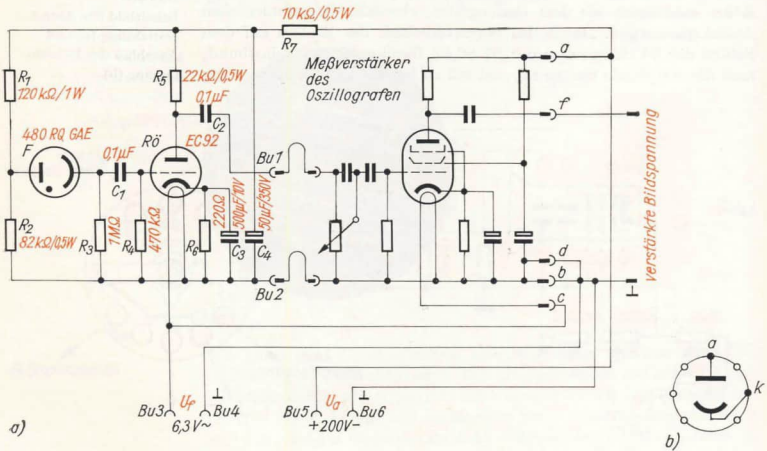 10 kΩ/0,5W
R7
R1
120 kΩ/1W
R5
22 kΩ/0,5W
0,1µF
C2
Meßverstärker
des
Oszillografen
a
f
480 RQ GAE
F
0,1µF
C1
Rö
EC92
Bu1
R2
82 kΩ/0,5W
R3
1MΩ
R4
470 kΩ
R6
220Ω
500µF/10V
C3
50µF/350V
C4
Bu2
d
b
c
verstärkte Bildspannung
Bu3
Uf
Bu4
6,3 V~
Bu5
Ua
Bu6
+200V-
a)
a
k
b)